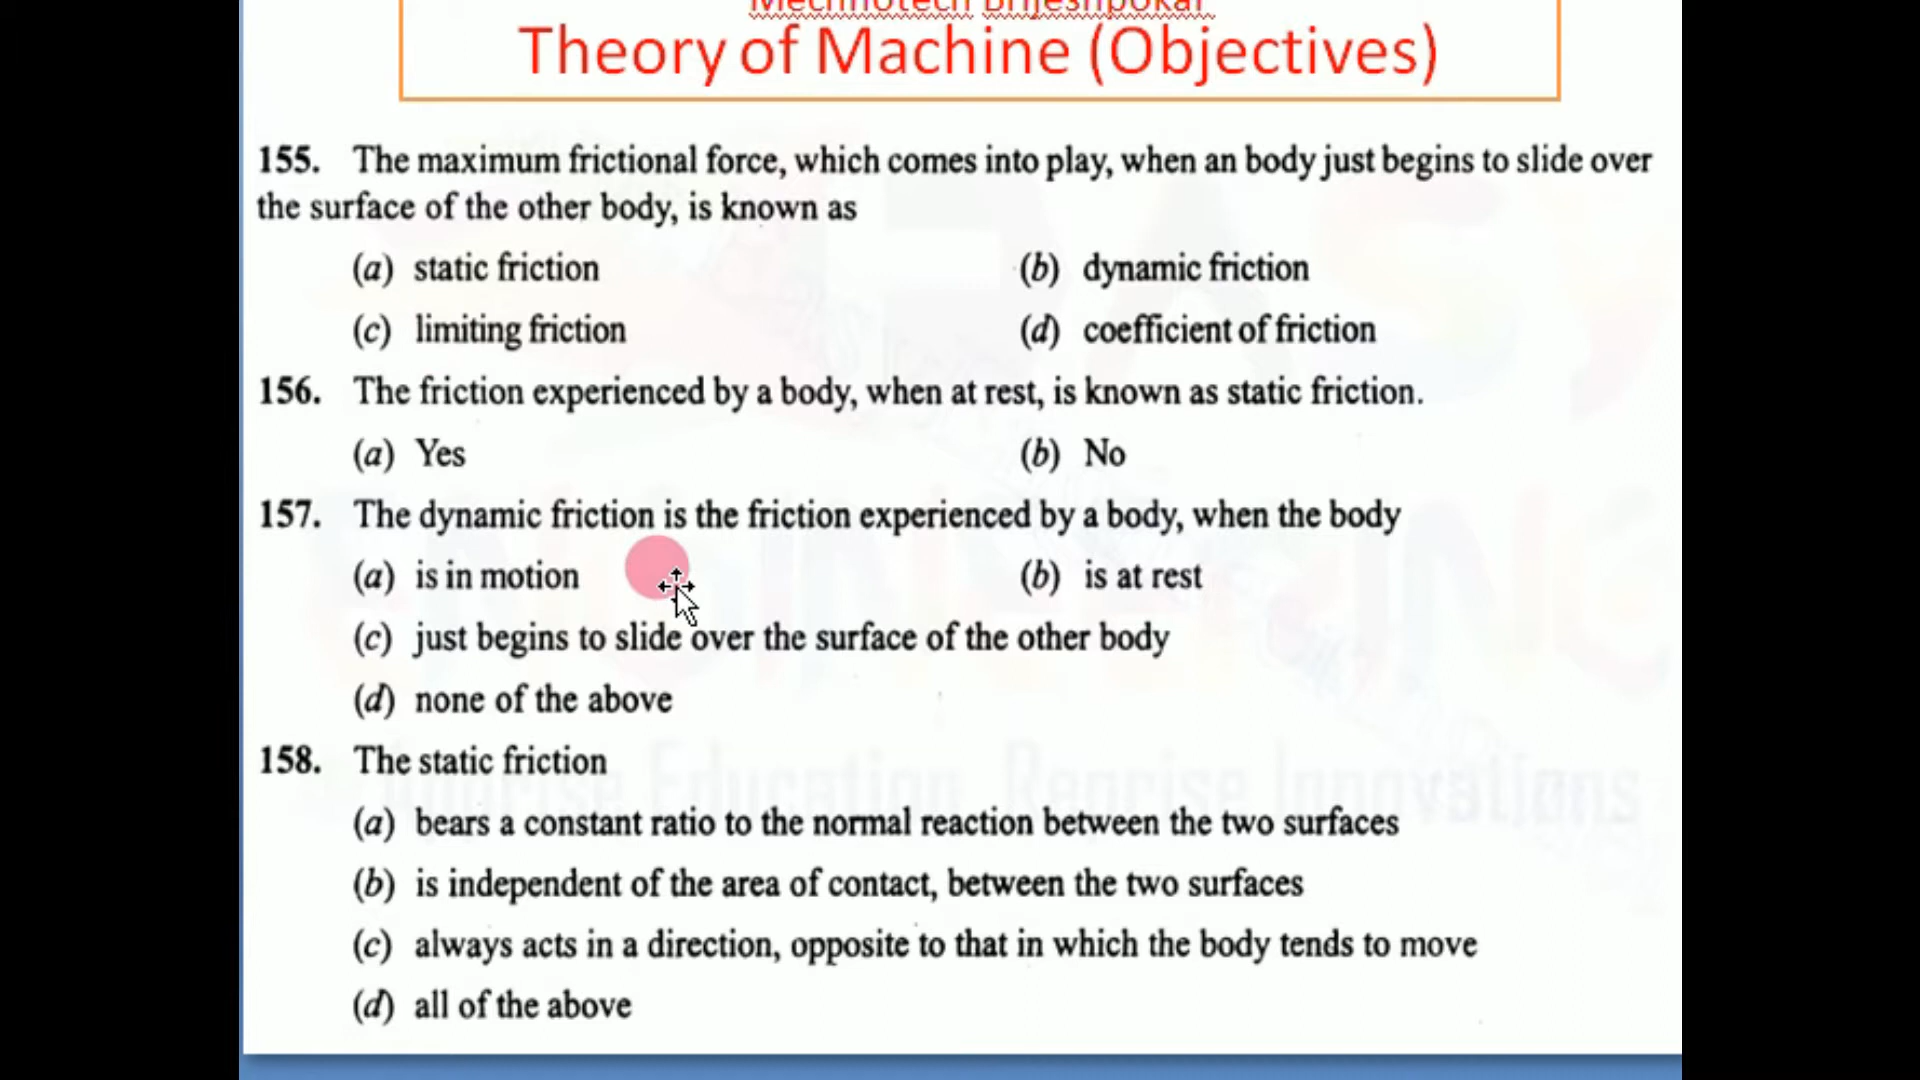 Mechnotech Brijeshpokar
Theory of Machine (Objectives)
155. The maximum frictional force, which comes into play, when an body just begins to slide over
the surface of the other body, is known as
(a) static friction (b) dynamic friction
(c) limiting friction (d) coefficient of friction
156. The friction experienced by a body, when at rest, is known as static friction.
(a) Yes (b) No
157. The dynamic friction is the friction experienced by a body, when the body
(a) is in motion (b) is at rest
(c) just begins to slide over the surface of the other body
(d) none of the above
158. The static friction
(a) bears a constant ratio to the normal reaction between the two surfaces
(b) is independent of the area of contact, between the two surfaces
(c) always acts in a direction, opposite to that in which the body tends to move
(d) all of the above